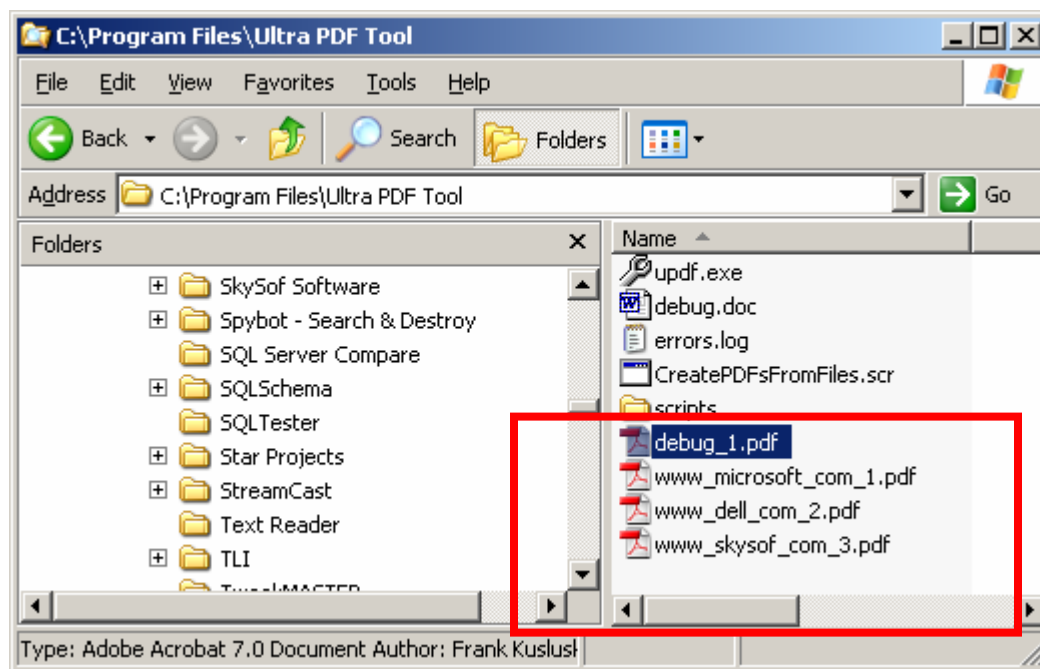 C:\Program Files\Ultra PDF Tool
File Edit View Favorites Tools Help
Back Search Folders
Address C:\Program Files\Ultra PDF Tool Go
Folders
SkySof Software
Spybot - Search & Destroy
SQL Server Compare
SQLSchema
SQLTester
Star Projects
StreamCast
Text Reader
TLI
TweakMASTER
Name
updf.exe
debug.doc
errors.log
CreatePDFsFromFiles.scr
scripts
debug_1.pdf
www_microsoft_com_1.pdf
www_dell_com_2.pdf
www_skysof_com_3.pdf
Type: Adobe Acrobat 7.0 Document Author: Frank